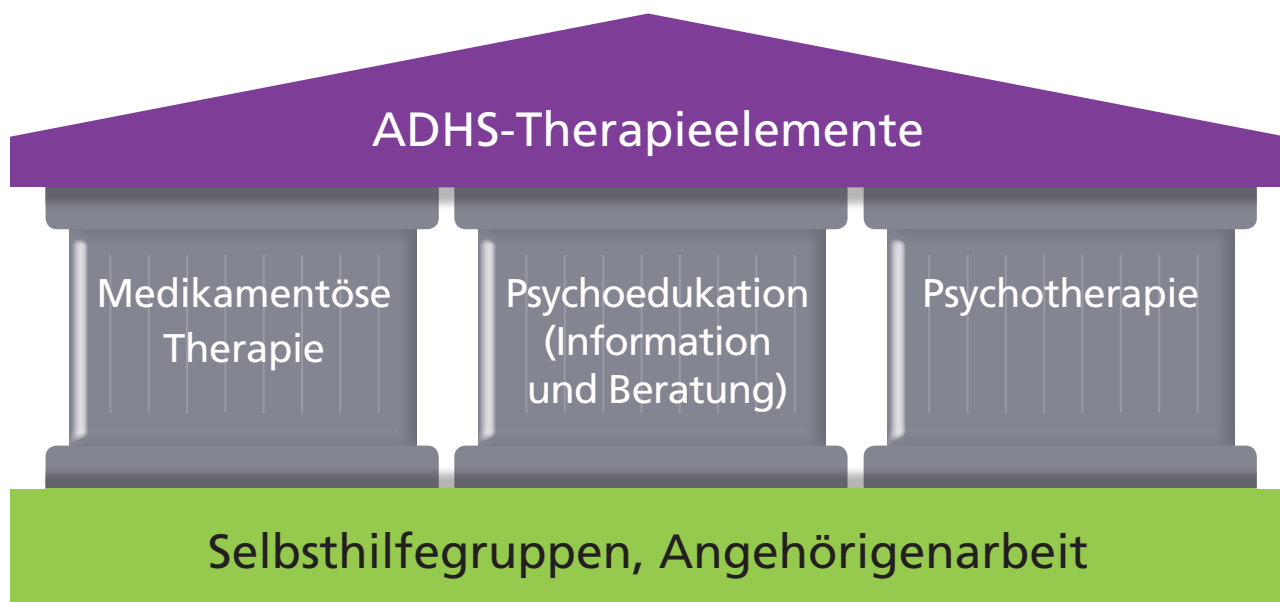 ADHS-Therapieelemente
Medikamentöse
Therapie
Psychoedukation
(Information
und Beratung)
Psychotherapie
Selbsthilfegruppen, Angehörigenarbeit